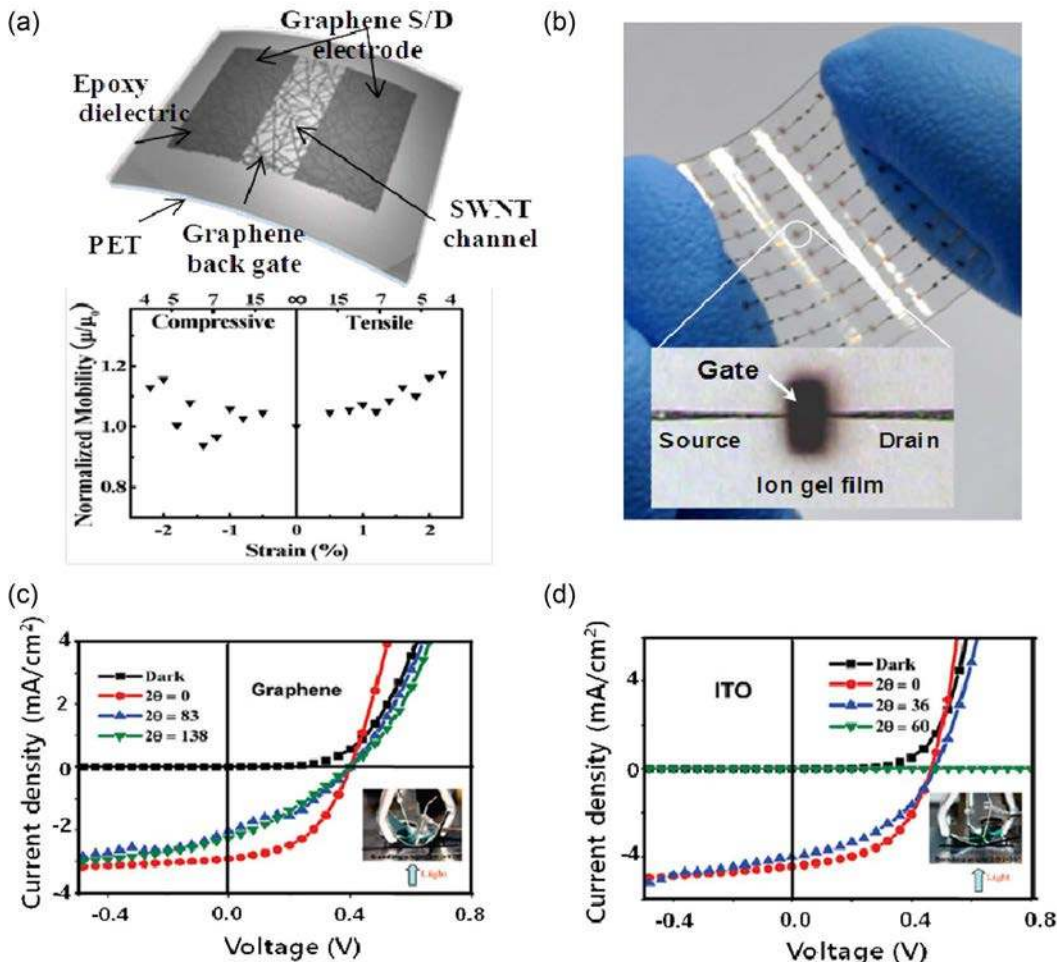 (a)
Graphene S/D
electrode
Epoxy
dielectric
SWNT
channel
PET
Graphene
back gate
4 5 7 15 ∞ 15 7 5 4
Compressive
Tensile
Normalized Mobility (μ/μ₀)
1.2
1.0
0.8
-2 -1 0 1 2
Strain (%)
(b)
Gate
Source
Drain
Ion gel film
(c)
Current density (mA/cm²)
4
2
0
-2
-4
Dark
2θ = 0
2θ = 83
2θ = 138
Graphene
Light
-0.4 0.0 0.4 0.8
Voltage (V)
(d)
Current density (mA/cm²)
4
0
-4
ITO
Dark
2θ = 0
2θ = 36
2θ = 60
Light
-0.4 0.0 0.4 0.8
Voltage (V)